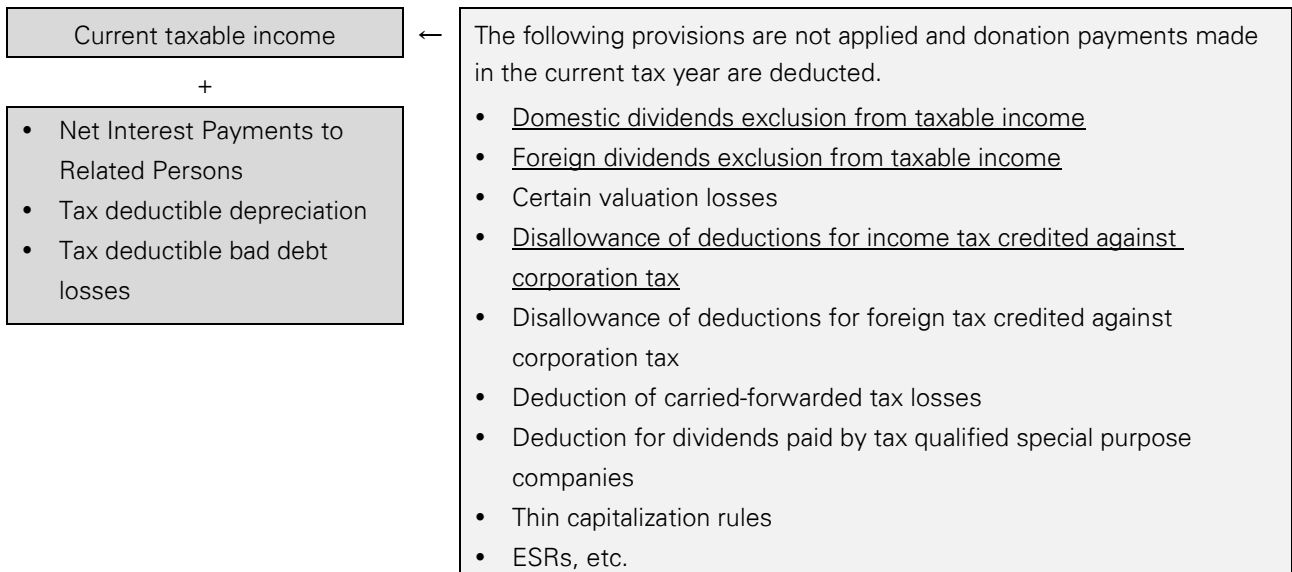 Current taxable income
+
• Net Interest Payments to
Related Persons
• Tax deductible depreciation
• Tax deductible bad debt
losses
←
The following provisions are not applied and donation payments made
in the current tax year are deducted.
• Domestic dividends exclusion from taxable income
• Foreign dividends exclusion from taxable income
• Certain valuation losses
• Disallowance of deductions for income tax credited against
corporation tax
• Disallowance of deductions for foreign tax credited against
corporation tax
• Deduction of carried-forwarded tax losses
• Deduction for dividends paid by tax qualified special purpose
companies
• Thin capitalization rules
• ESRs, etc.